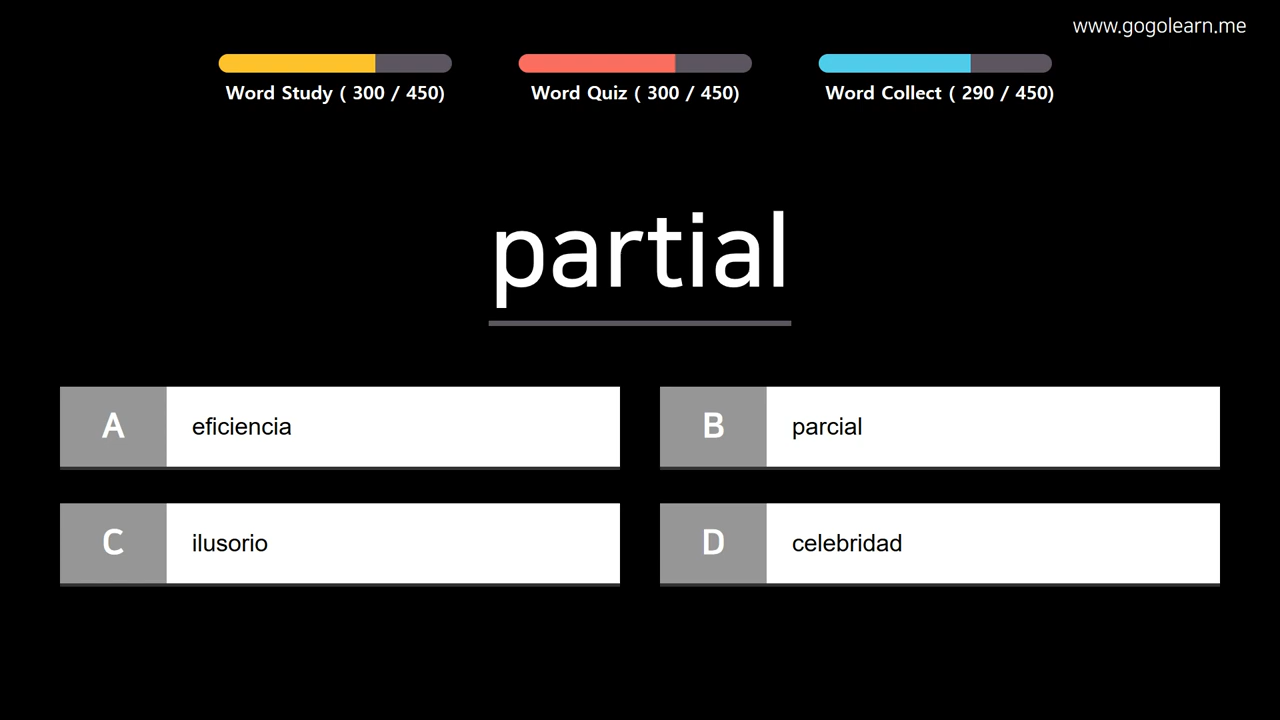 www.gogolearn.me
Word Study ( 300 / 450)
Word Quiz ( 300 / 450)
Word Collect ( 290 / 450)
partial
A eficiencia
B parcial
C ilusorio
D celebridad